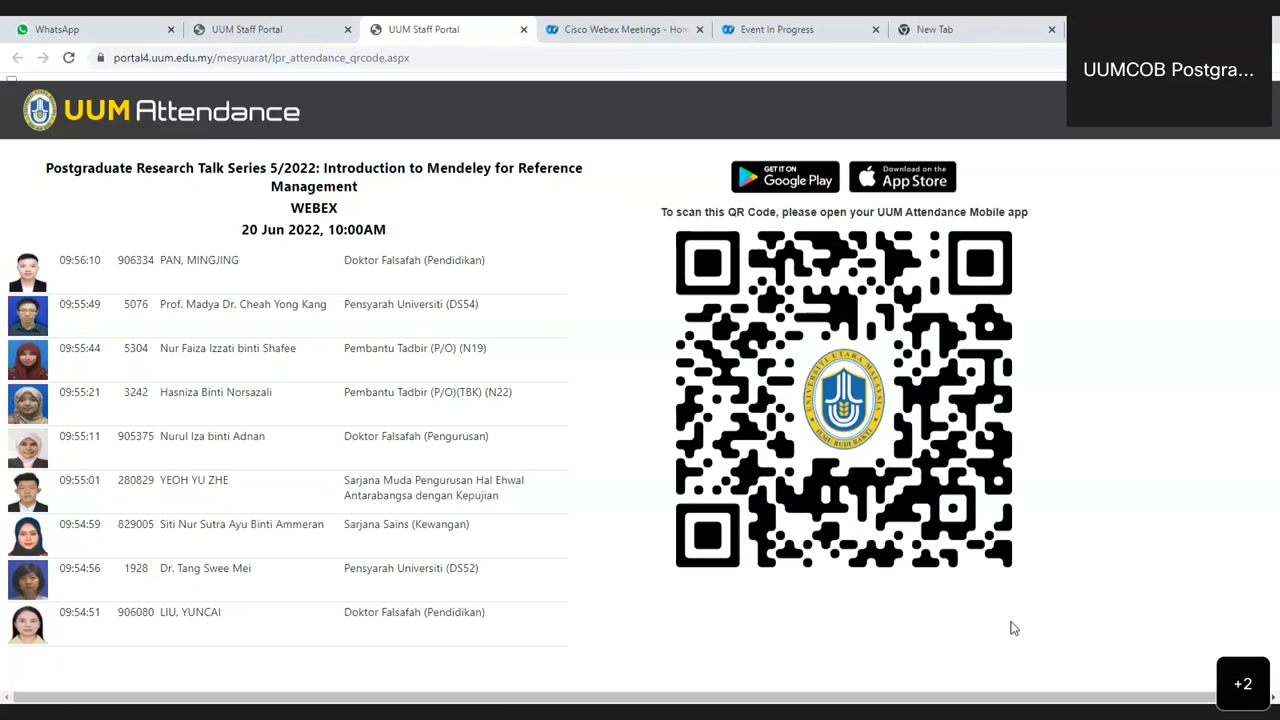 WhatsApp
UUM Staff Portal
UUM Staff Portal
Cisco Webex Meetings - Hom
Event In Progress
New Tab
portal4.uum.edu.my/mesyuarat/lpr_attendance_qrcode.aspx
UUMCOB Postgra...
UUM Attendance
Postgraduate Research Talk Series 5/2022: Introduction to Mendeley for Reference
Management
WEBEX
20 Jun 2022, 10:00AM
09:56:10 906334 PAN, MINGJING Doktor Falsafah (Pendidikan)
09:55:49 5076 Prof. Madya Dr. Cheah Yong Kang Pensyarah Universiti (DS54)
09:55:44 5304 Nur Faiza Izzati binti Shafee Pembantu Tadbir (P/O) (N19)
09:55:21 3242 Hasniza Binti Norsazali Pembantu Tadbir (P/O)(TBK) (N22)
09:55:11 905375 Nurul Iza binti Adnan Doktor Falsafah (Pengurusan)
09:55:01 280829 YEOH YU ZHE Sarjana Muda Pengurusan Hal Ehwal
Antarabangsa dengan Kepujian
09:54:59 829005 Siti Nur Sutra Ayu Binti Ammeran Sarjana Sains (Kewangan)
09:54:56 1928 Dr. Tang Swee Mei Pensyarah Universiti (DS52)
09:54:51 906080 LIU, YUNCAI Doktor Falsafah (Pendidikan)
GET IT ON
Google Play
Download on the
App Store
To scan this QR Code, please open your UUM Attendance Mobile app
UNIVERSITI UTARA MALAYSIA
ILMU BUDI BAKTI
+2